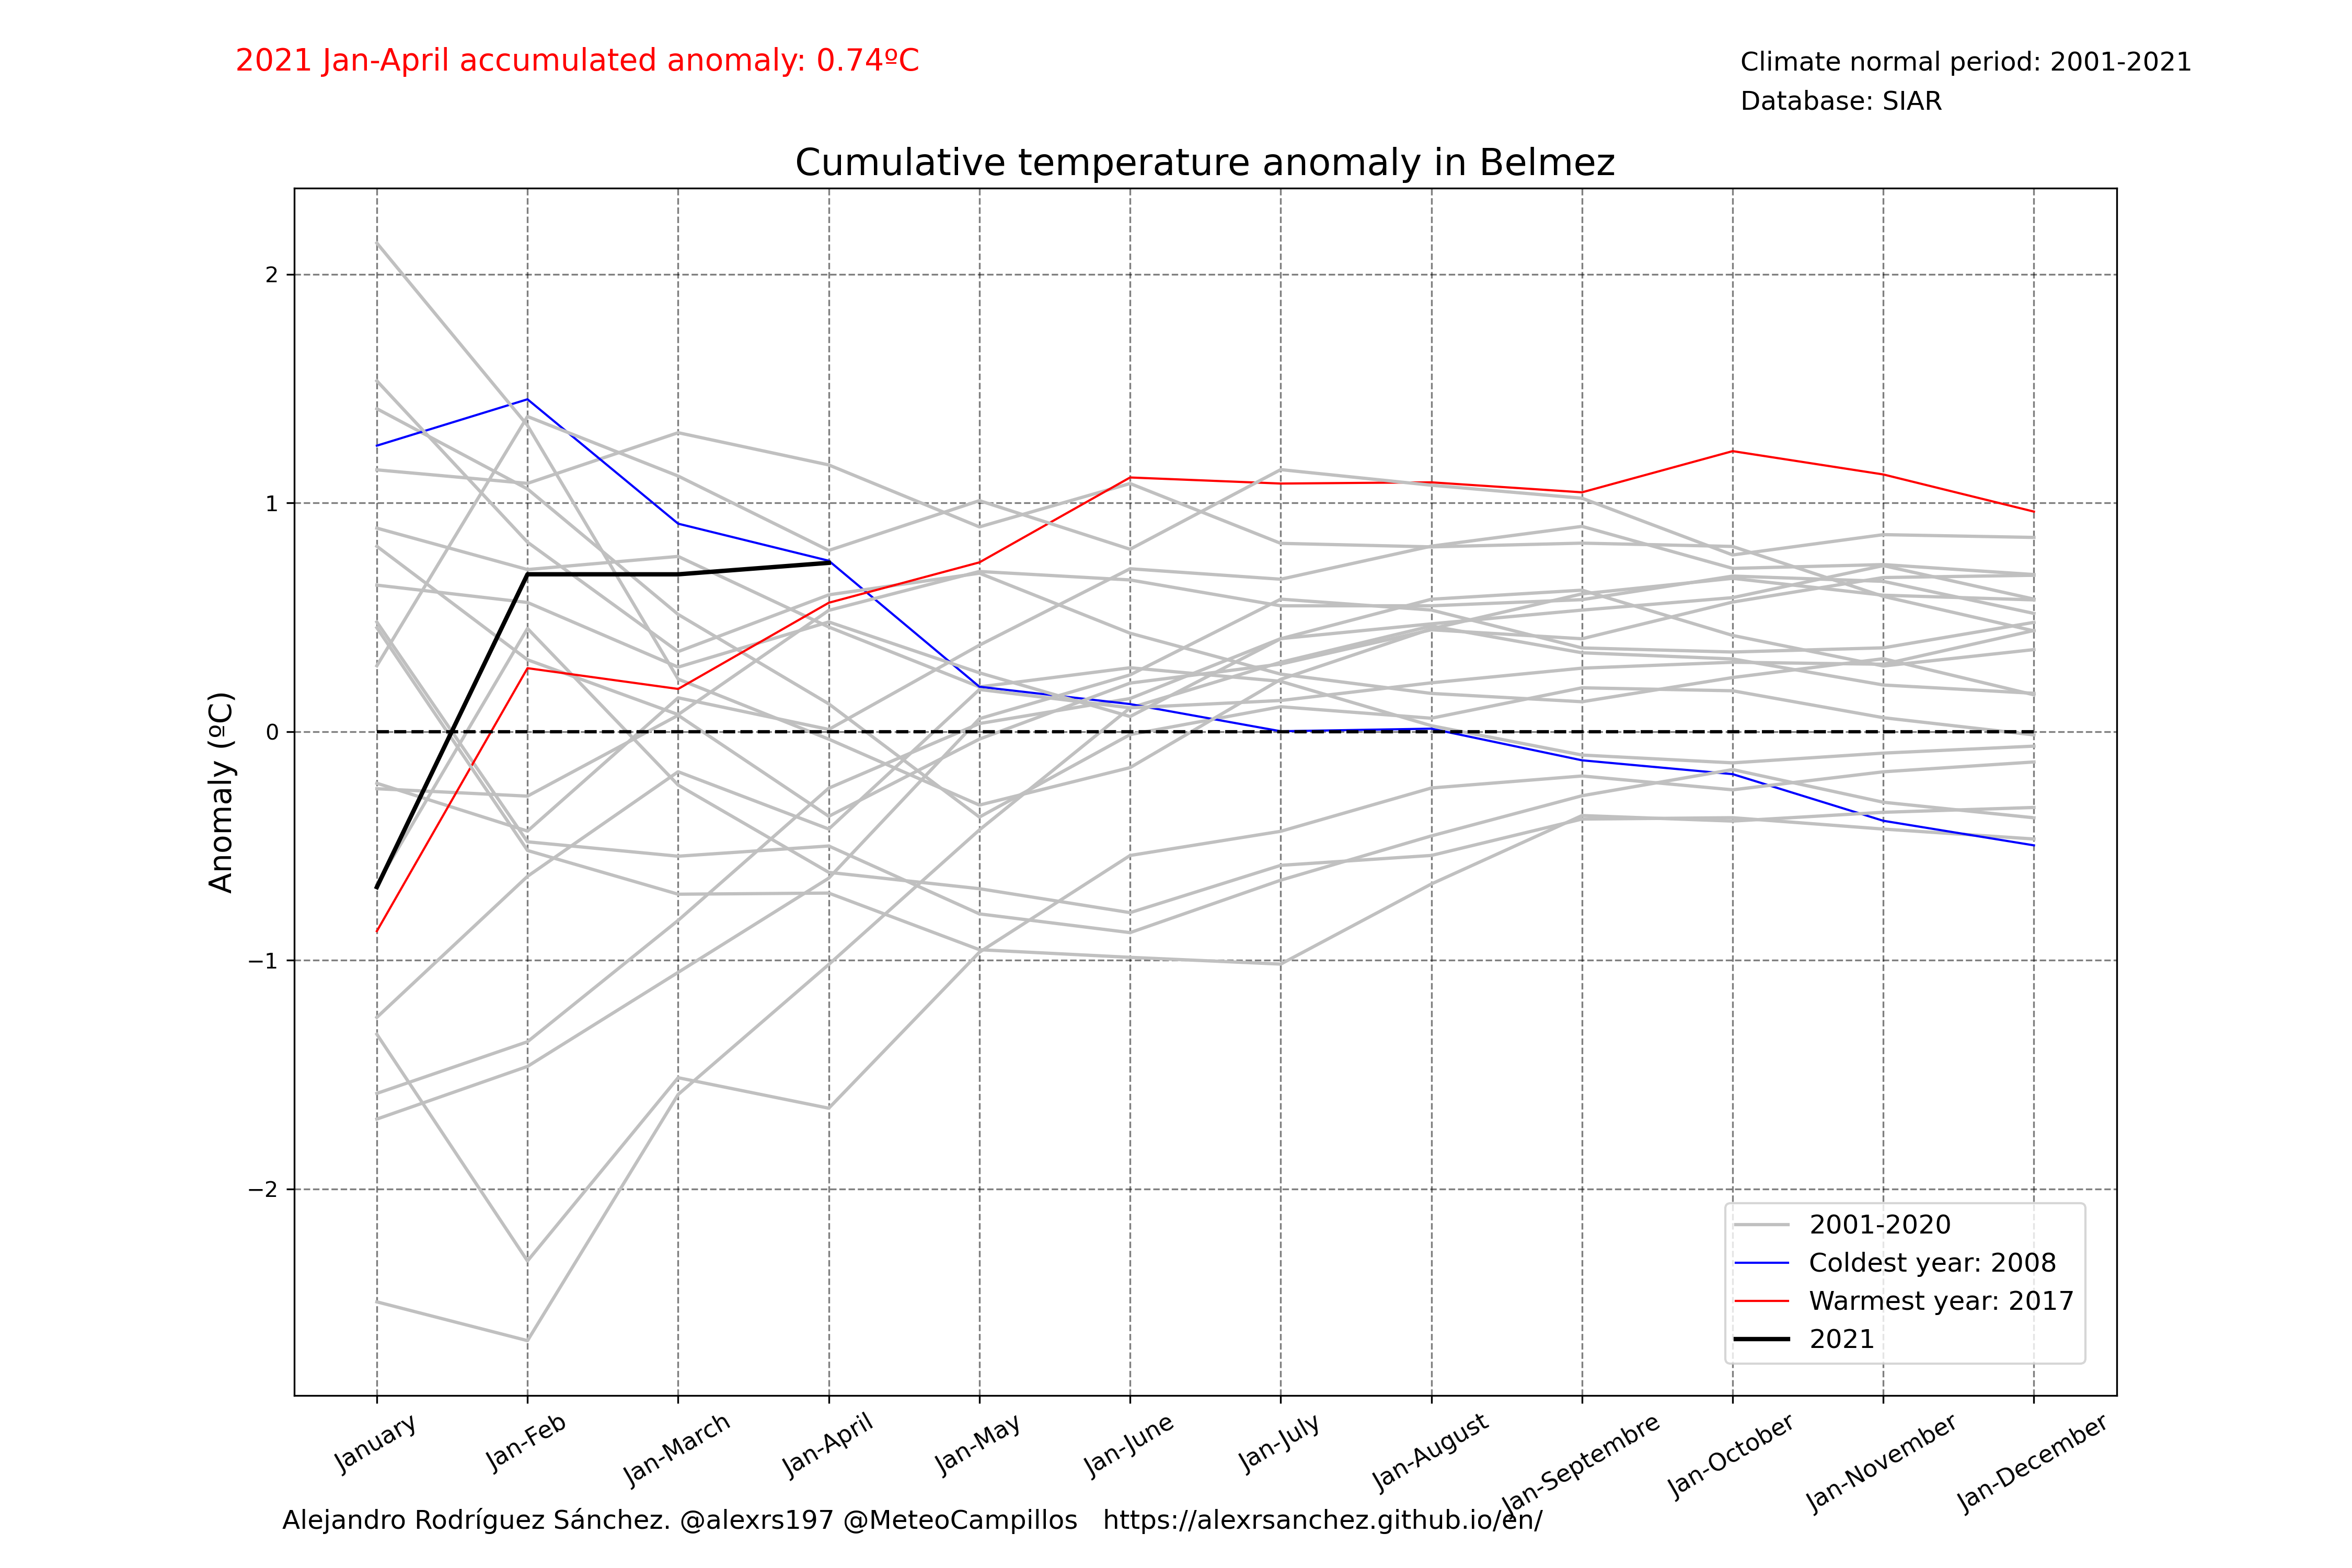 2021 Jan-April accumulated anomaly: 0.74ºC
Climate normal period: 2001-2021
Database: SIAR
Cumulative temperature anomaly in Belmez
Anomaly (ºC)
2
1
0
−1
−2
2001-2020
Coldest year: 2008
Warmest year: 2017
2021
January
Jan-Feb
Jan-March
Jan-April
Jan-May
Jan-June
Jan-July
Jan-August
Jan-Septembre
Jan-October
Jan-November
Jan-December
Alejandro Rodríguez Sánchez. @alexrs197 @MeteoCampillos https://alexrsanchez.github.io/en/